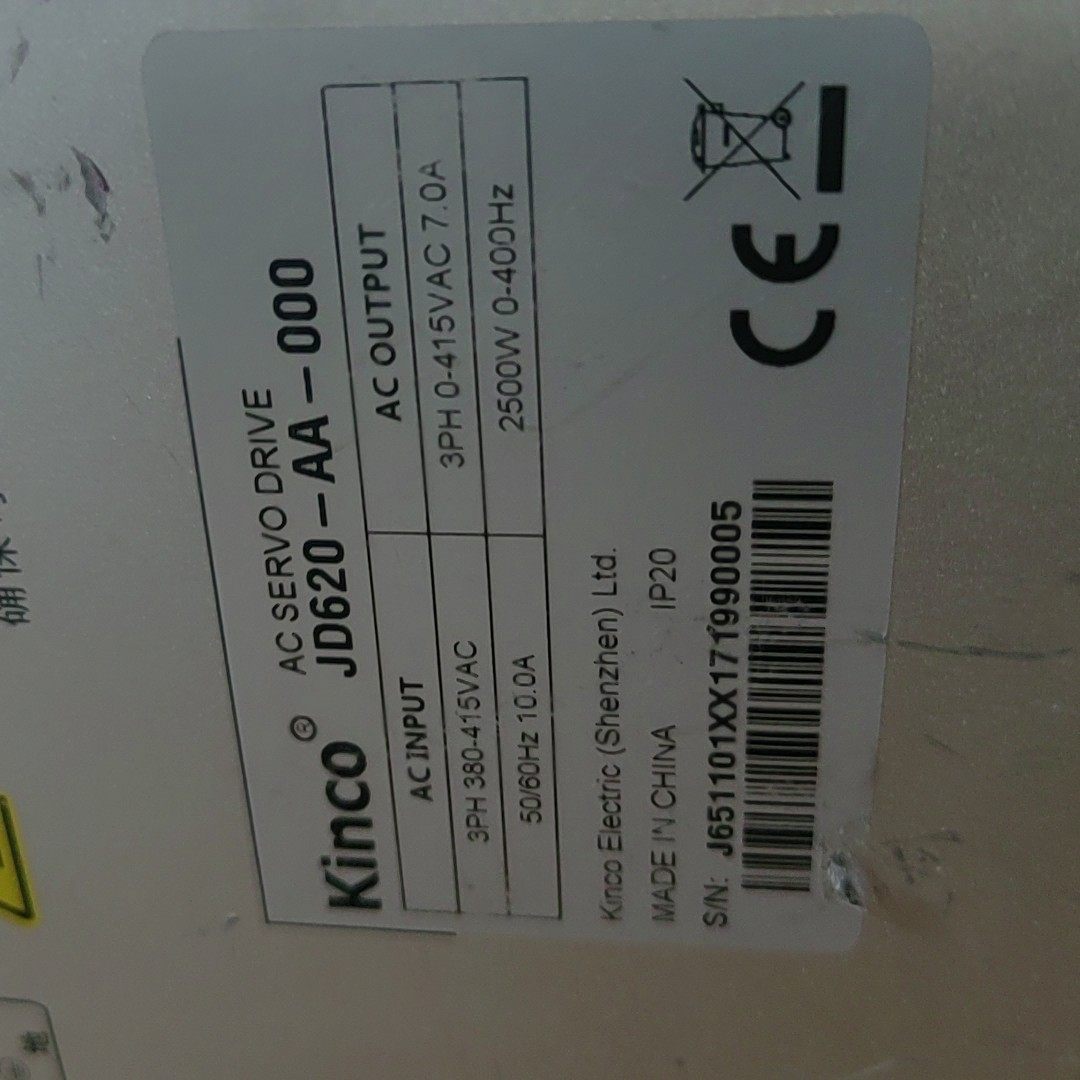 Kinco® AC SERVO DRIVE
JD620-AA-000
AC INPUT AC OUTPUT
3PH 380-415VAC 3PH 0-415VAC 7.0A
50/60Hz 10.0A 2500W 0-400Hz
Kinco Electric (Shenzhen) Ltd.
MADE IN CHINA IP20
S/N: J651101XX171990005
CE